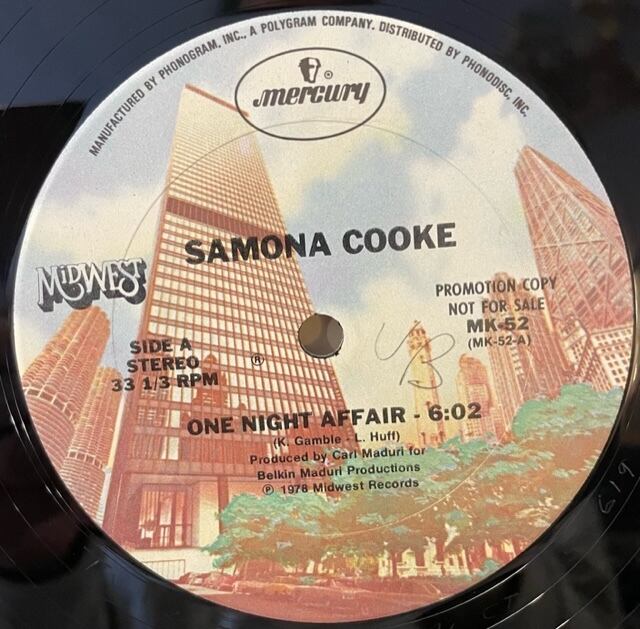 MANUFACTURED BY PHONOGRAM, INC., A POLYGRAM COMPANY. DISTRIBUTED BY PHONODISC, INC.
mercury
®
SAMONA COOKE
MiDWEST
PROMOTION COPY
NOT FOR SALE
MK-52
(MK-52-A)
SIDE A
STEREO
33 1/3 RPM
®
ONE NIGHT AFFAIR - 6:02
(K. Gamble - L. Huff)
Produced by Carl Maduri for
Belkin Maduri Productions
℗ 1978 Midwest Records
619